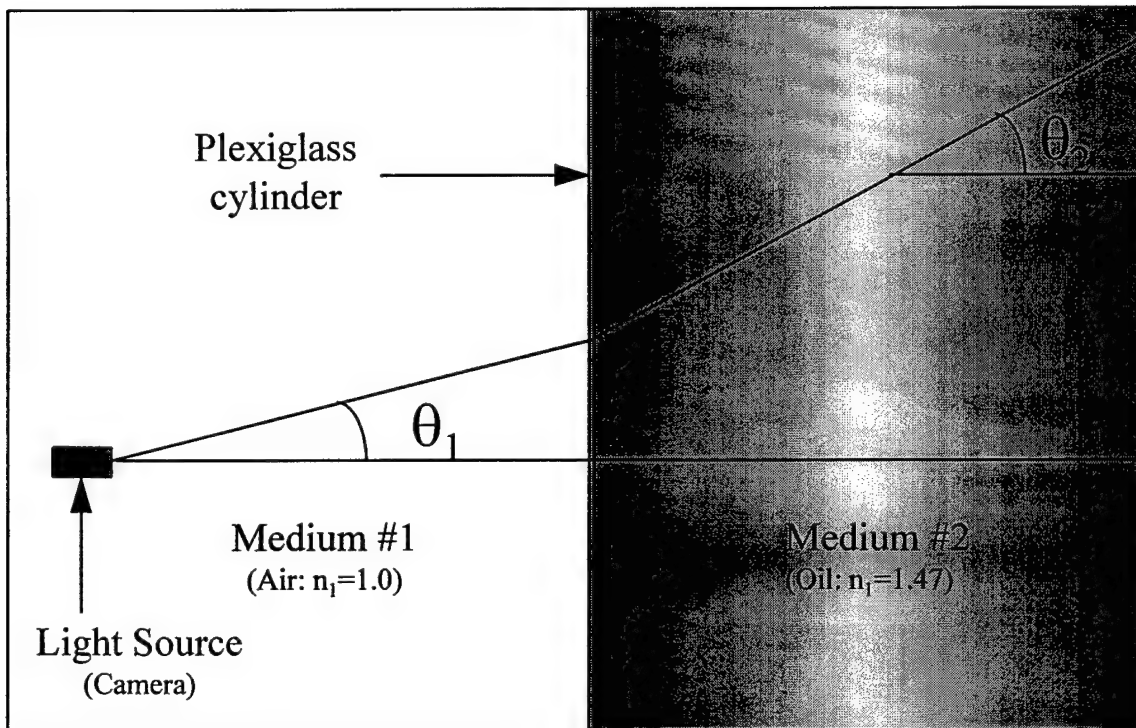 Plexiglass
cylinder
θ₂
θ₁
Medium #1
(Air: n₁=1.0)
Medium #2
(Oil: n₁=1.47)
Light Source
(Camera)